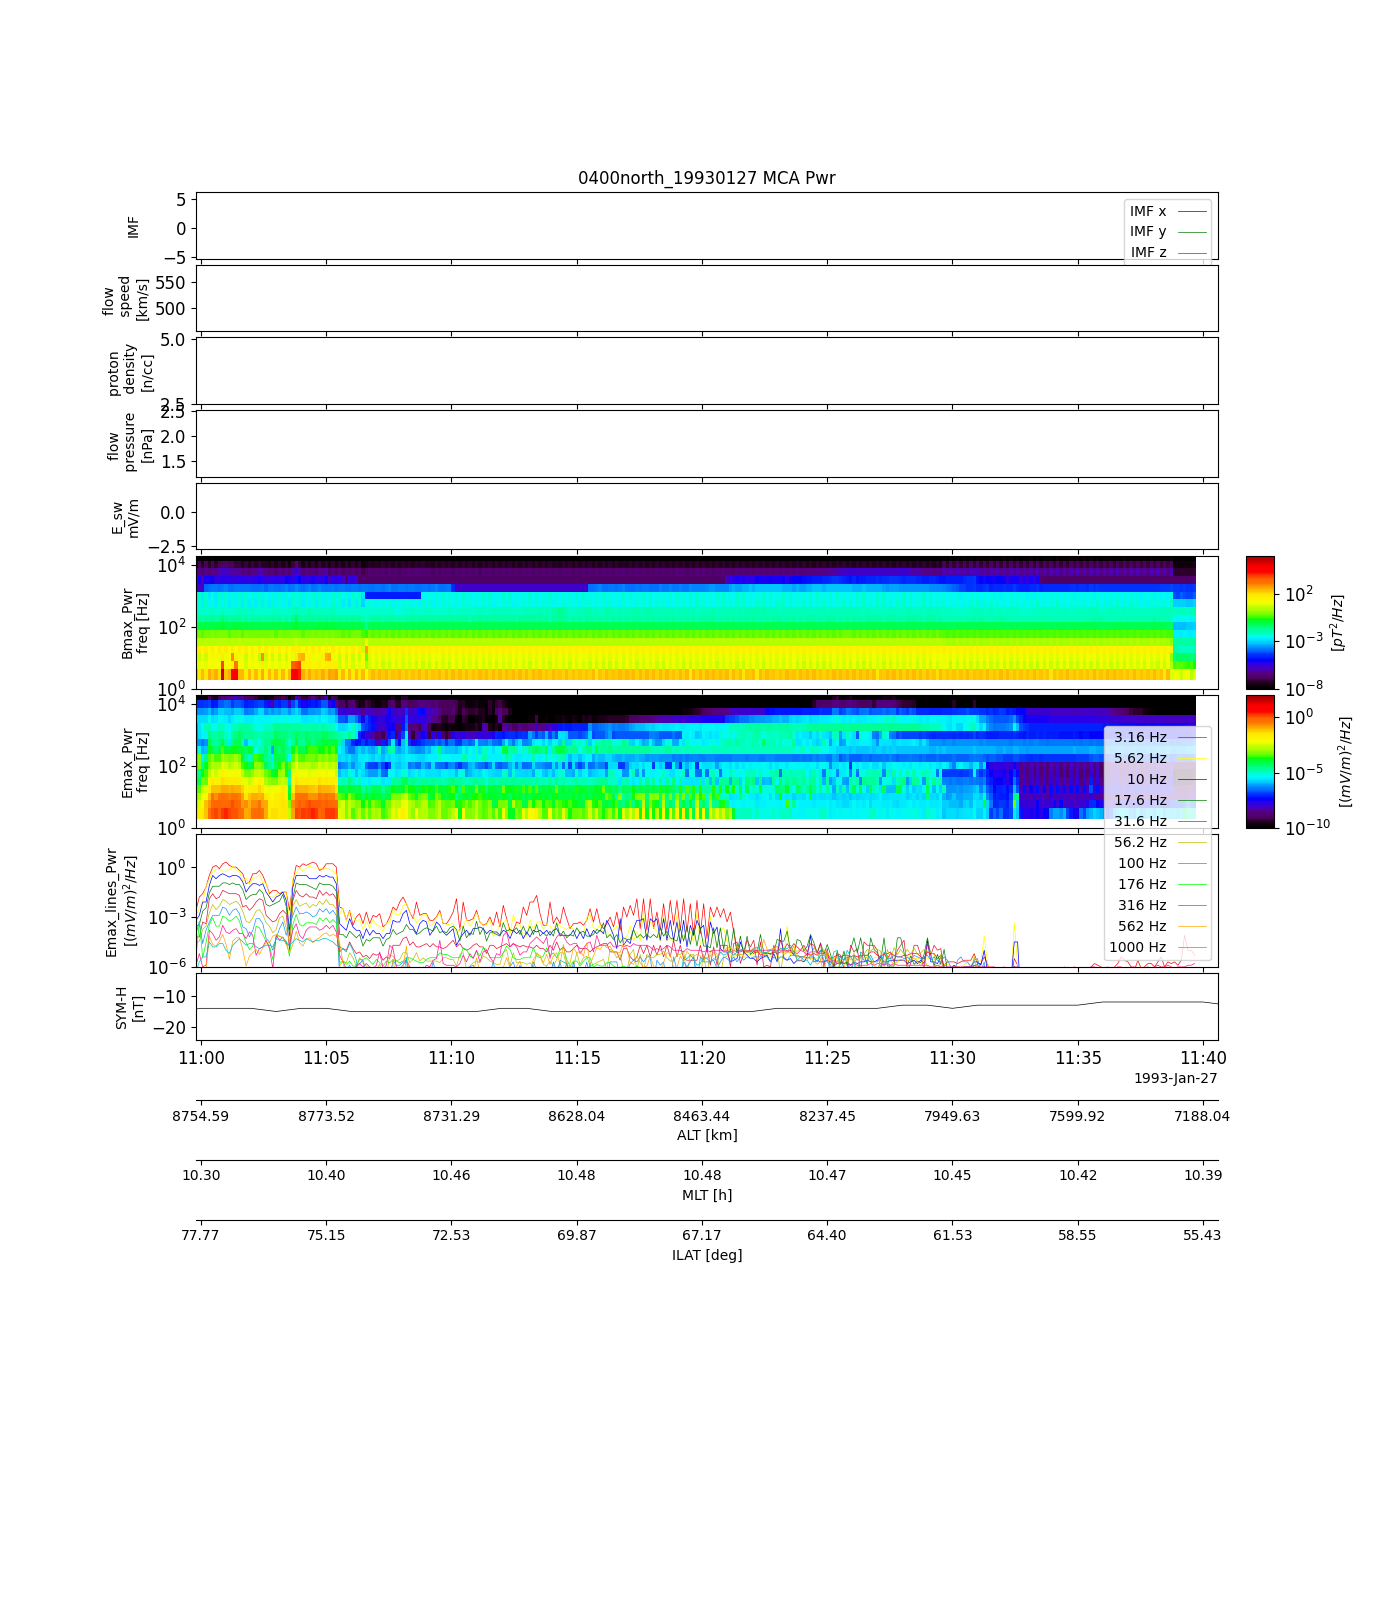 0400north_19930127 MCA Pwr
5
0
−5
IMF
IMF x
IMF y
IMF z
550
500
flow
speed
[km/s]
5.0
2.5
proton
density
[n/cc]
2.5
2.0
1.5
flow
pressure
[nPa]
0.0
−2.5
E_sw
mV/m
10^4
10^2
10^0
Bmax_Pwr
freq [Hz]
10^2
10^−3
10^−8
[pT^2/Hz]
10^4
10^2
10^0
Emax_Pwr
freq [Hz]
10^0
10^−5
10^−10
[(mV/m)^2/Hz]
3.16 Hz
5.62 Hz
10 Hz
17.6 Hz
31.6 Hz
56.2 Hz
100 Hz
176 Hz
316 Hz
562 Hz
1000 Hz
10^0
10^−3
10^−6
Emax_lines_Pwr
[(mV/m)^2/Hz]
−10
−20
SYM-H
[nT]
11:00 11:05 11:10 11:15 11:20 11:25 11:30 11:35 11:40
1993-Jan-27
8754.59 8773.52 8731.29 8628.04 8463.44 8237.45 7949.63 7599.92 7188.04
ALT [km]
10.30 10.40 10.46 10.48 10.48 10.47 10.45 10.42 10.39
MLT [h]
77.77 75.15 72.53 69.87 67.17 64.40 61.53 58.55 55.43
ILAT [deg]